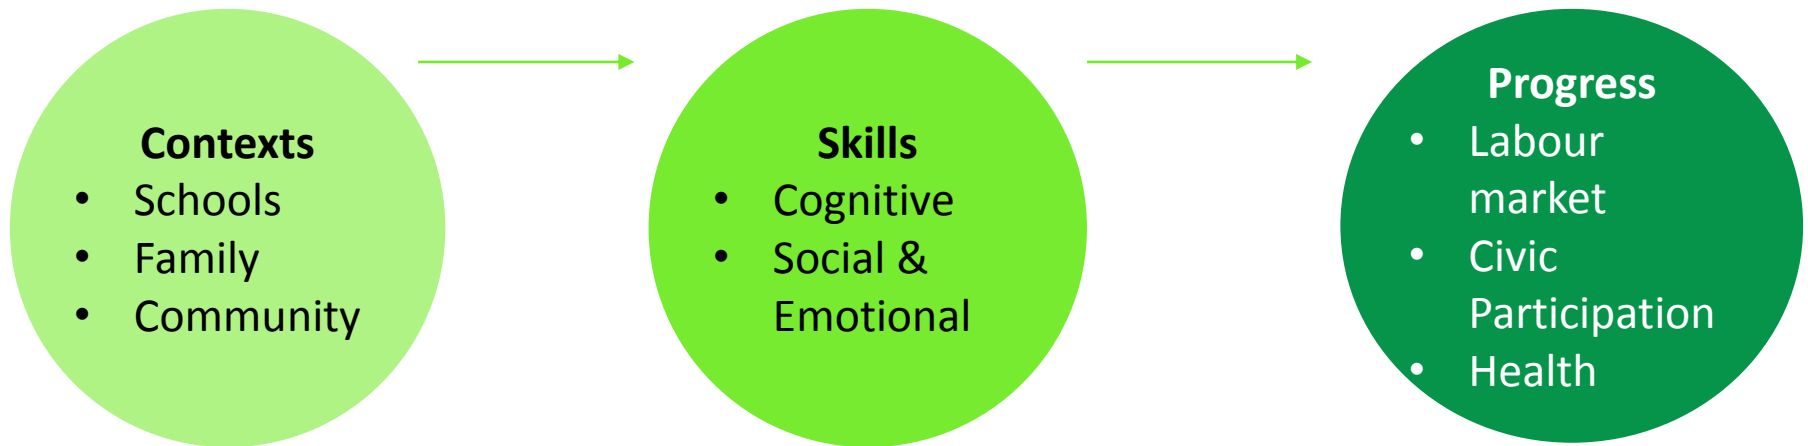 Contexts
• Schools
• Family
• Community
Skills
• Cognitive
• Social &
Emotional
Progress
• Labour
market
• Civic
Participation
• Health